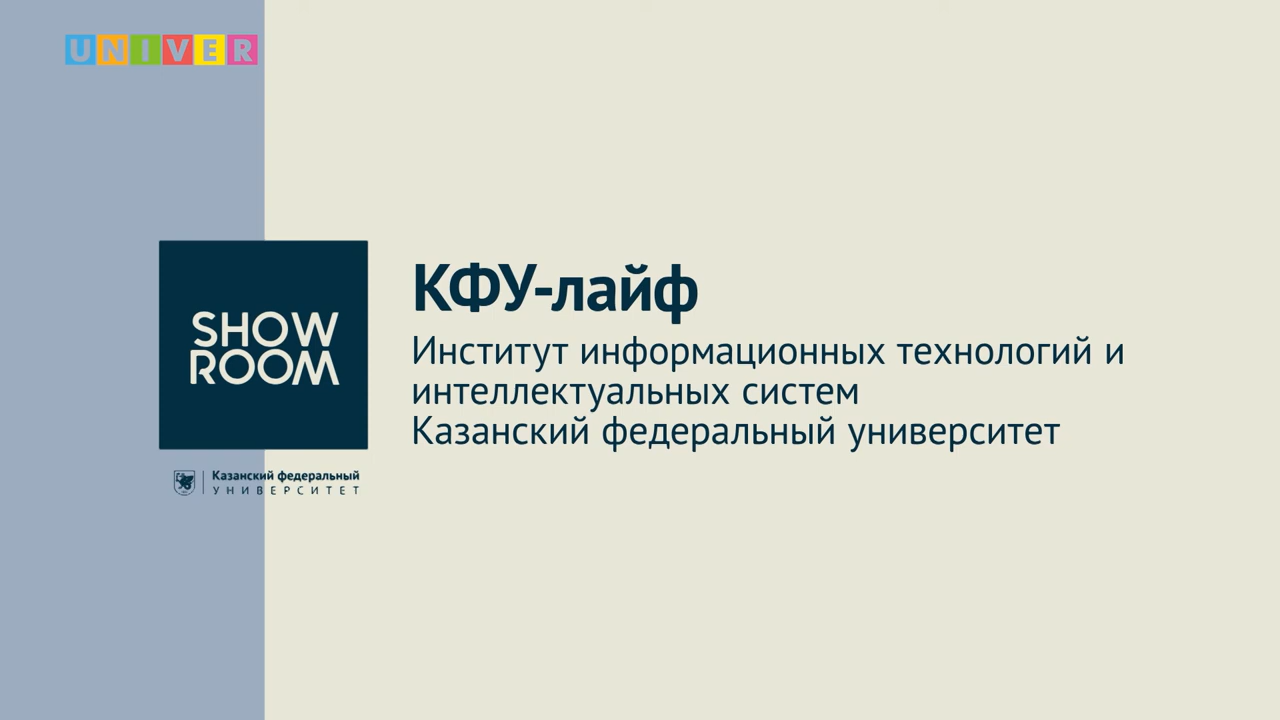 UNIVER
SHOW
ROOM
Казанский федеральный
УНИВЕРСИТЕТ
КФУ-лайф
Институт информационных технологий и
интеллектуальных систем
Казанский федеральный университет